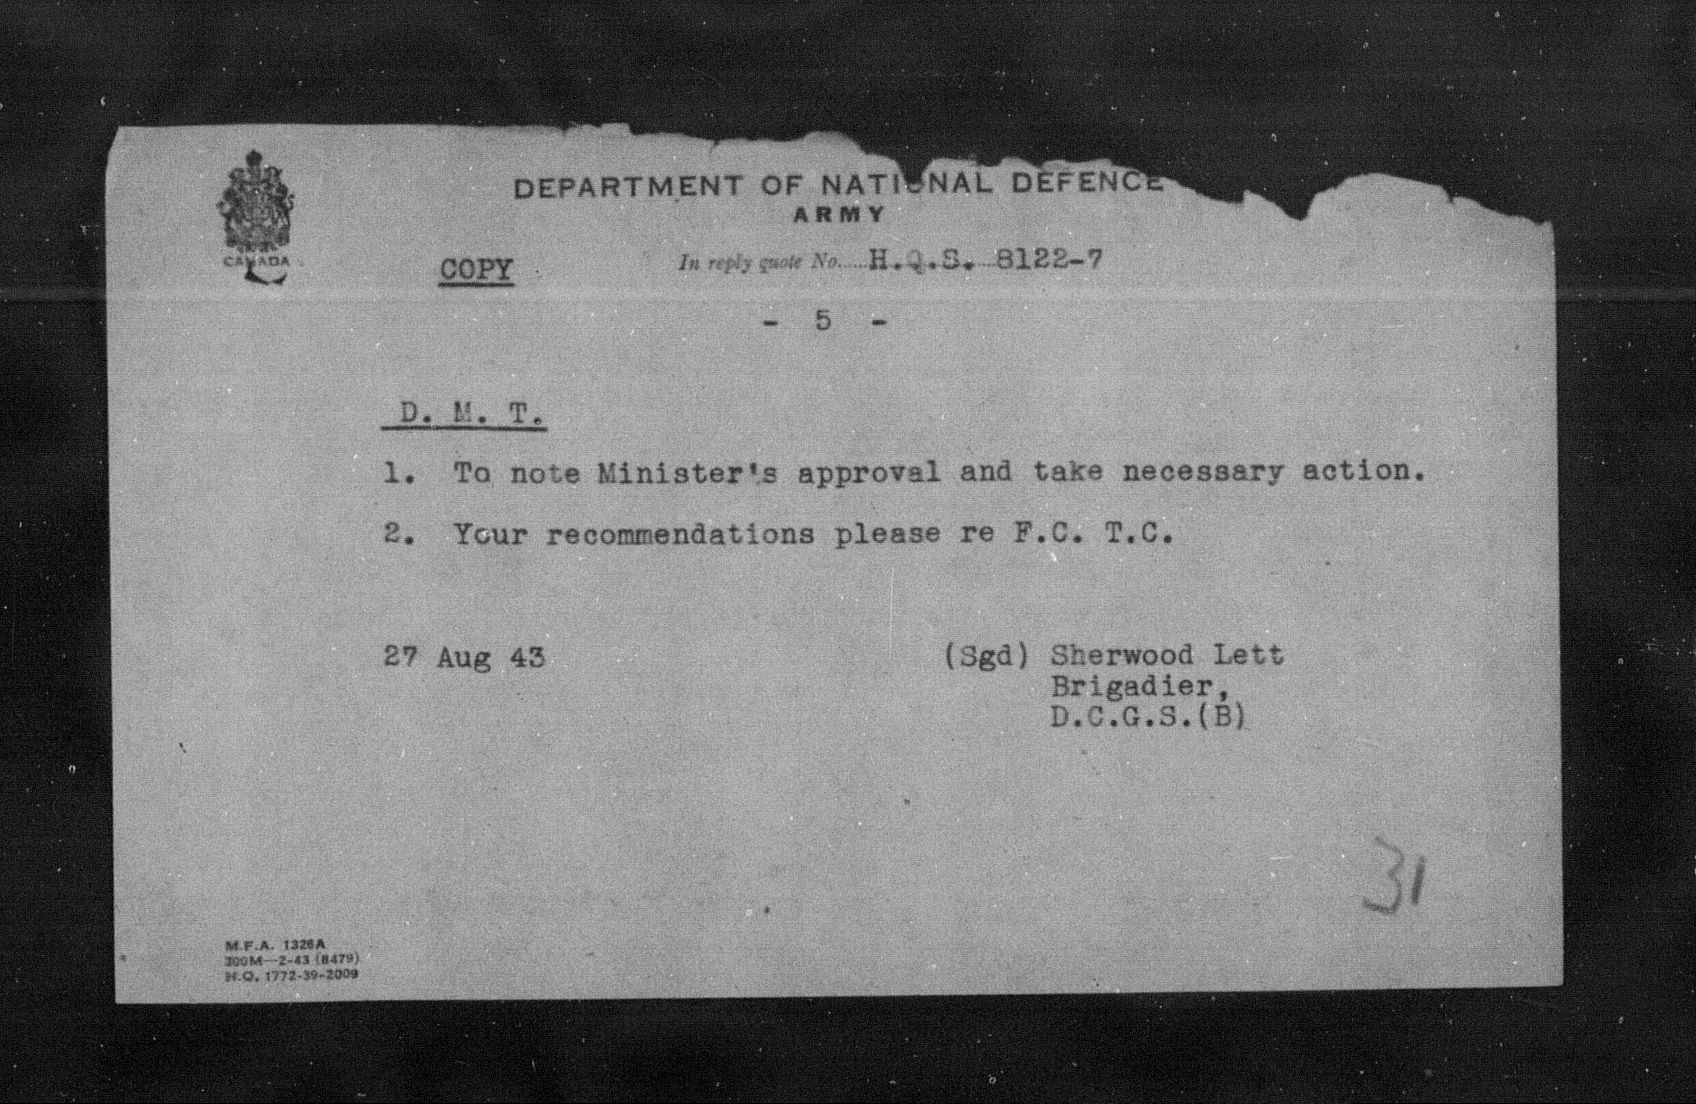 DEPARTMENT OF NATIONAL DEFENCE
ARMY
CANADA
COPY
In reply quote No. H.Q.S. 8122-7
- 5 -
D. M. T.
1. To note Minister's approval and take necessary action.
2. Your recommendations please re F.C. T.C.
27 Aug 43
(Sgd) Sherwood Lett
Brigadier,
D.C.G.S.(B)
31
M.F.A. 1326A
300M—2-43 (8479)
H.Q. 1772-39-2009